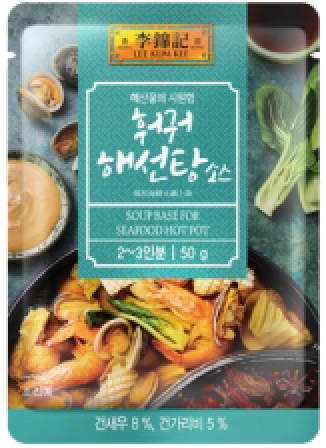 李錦記
LEE KUM KEE
해산물의 시원함
훠궈
해선탕 소스
SOUP BASE FOR
SEAFOOD HOT POT
2~3인분 | 50 g
건새우 8 %, 건가리비 5 %